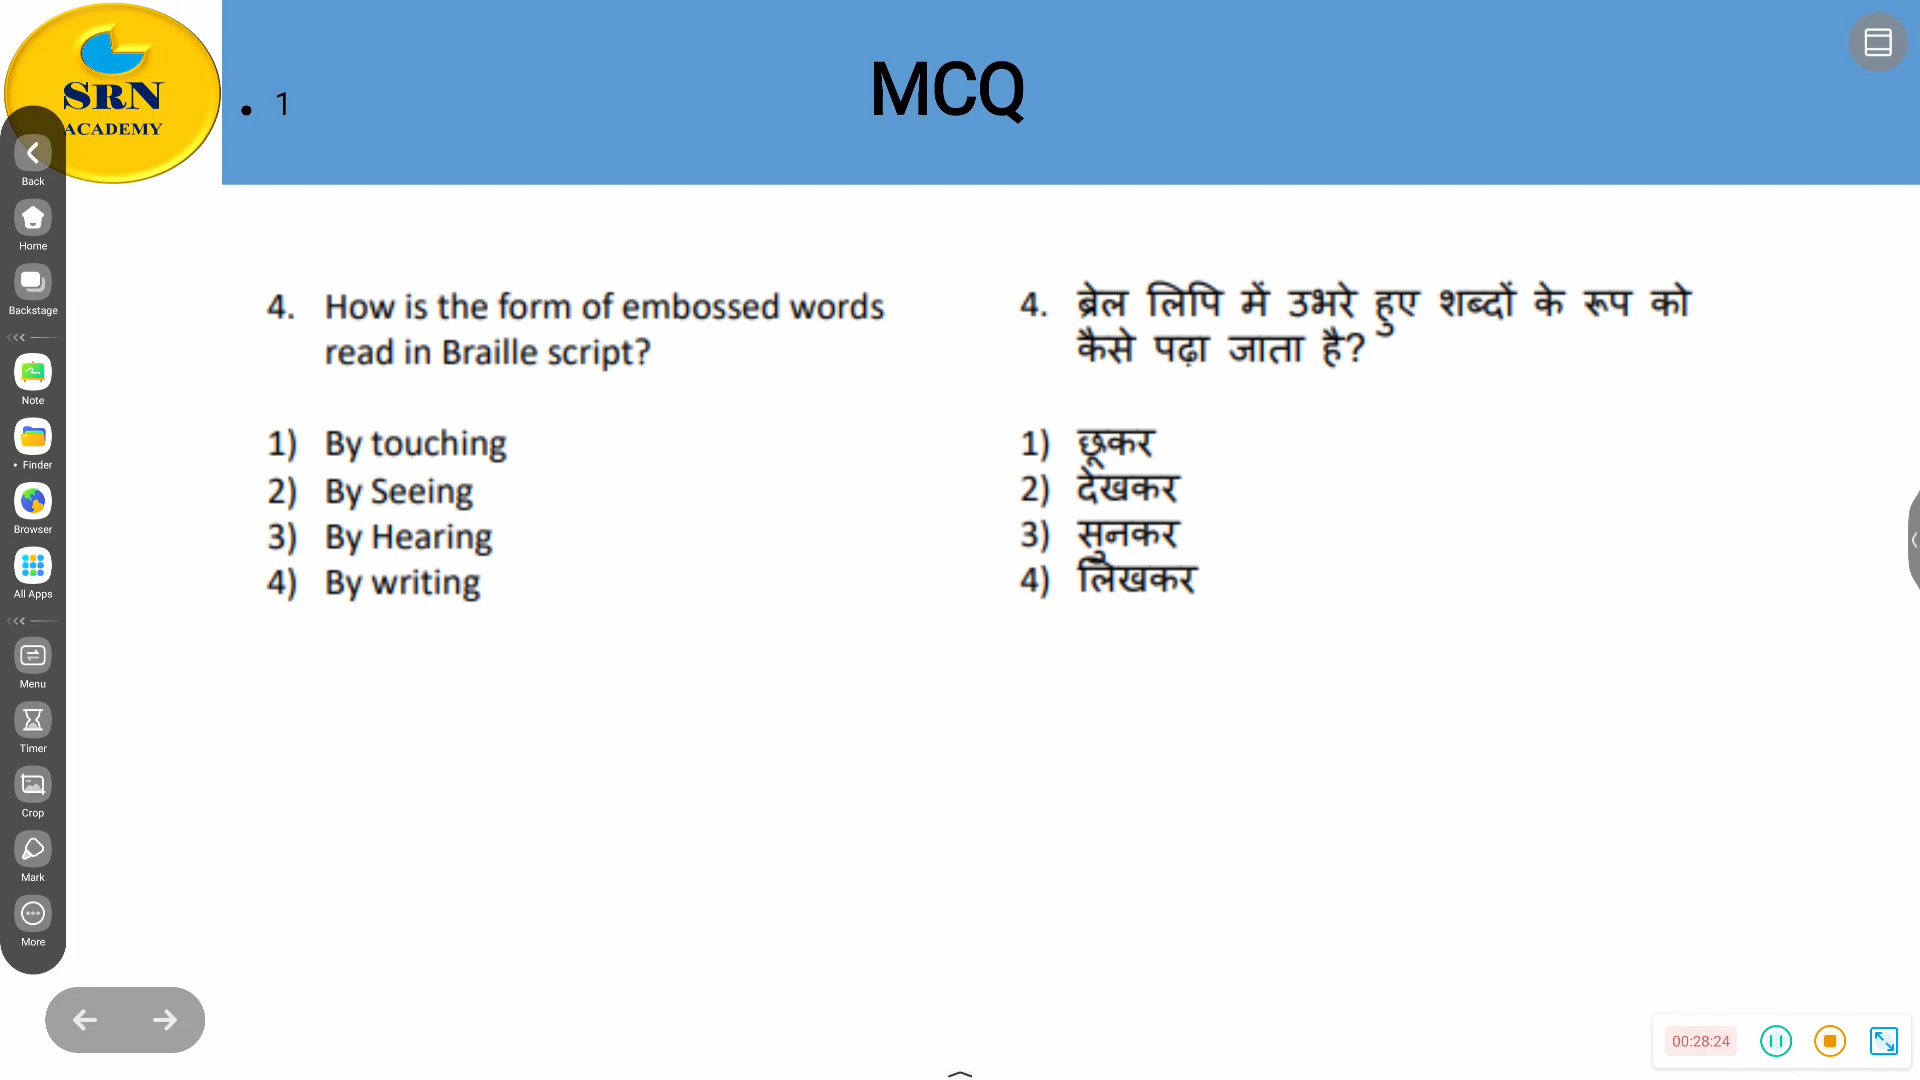 SRN
ACADEMY
• 1
MCQ
4. How is the form of embossed words
read in Braille script?
1) By touching
2) By Seeing
3) By Hearing
4) By writing
4. ब्रेल लिपि में उभरे हुए शब्दों के रूप को
कैसे पढ़ा जाता है?
1) छूकर
2) देखकर
3) सुनकर
4) लिखकर
Back
Home
Backstage
Note
• Finder
Browser
All Apps
Menu
Timer
Crop
Mark
More
00:28:24